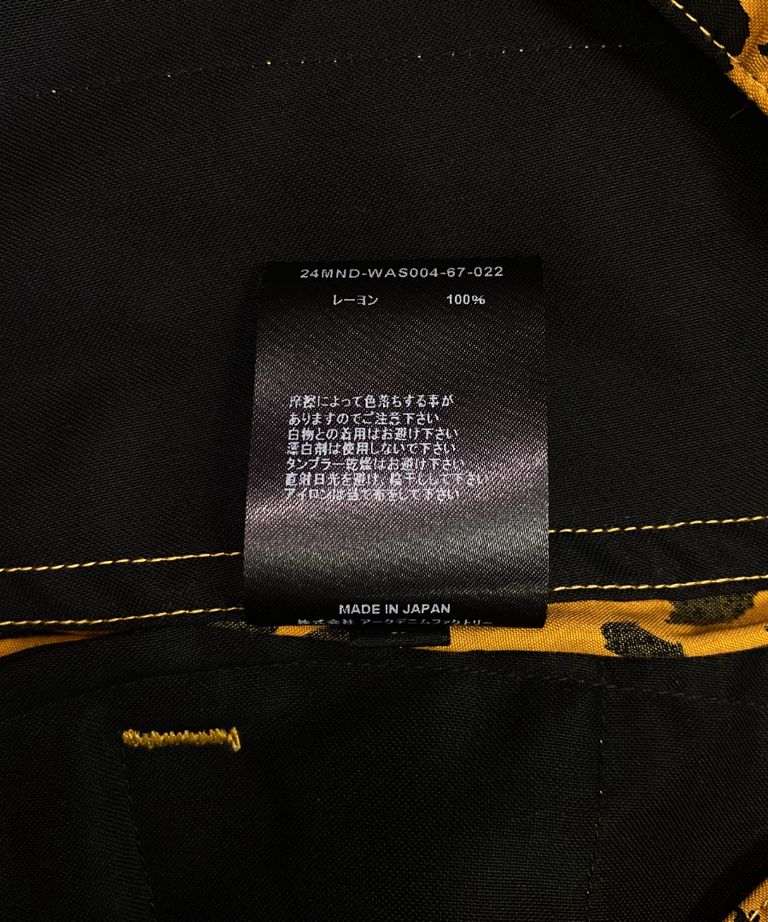 24MND-WAS004-67-022
レーヨン 100%
摩擦によって色落ちする事が
ありますのでご注意下さい
白物との着用はお避け下さい
漂白剤は使用しないで下さい
タンブラー乾燥はお避け下さい
直射日光を避け、陰干しして下さい
アイロンは当て布をして下さい
MADE IN JAPAN
株式会社 アークデニムファクトリー